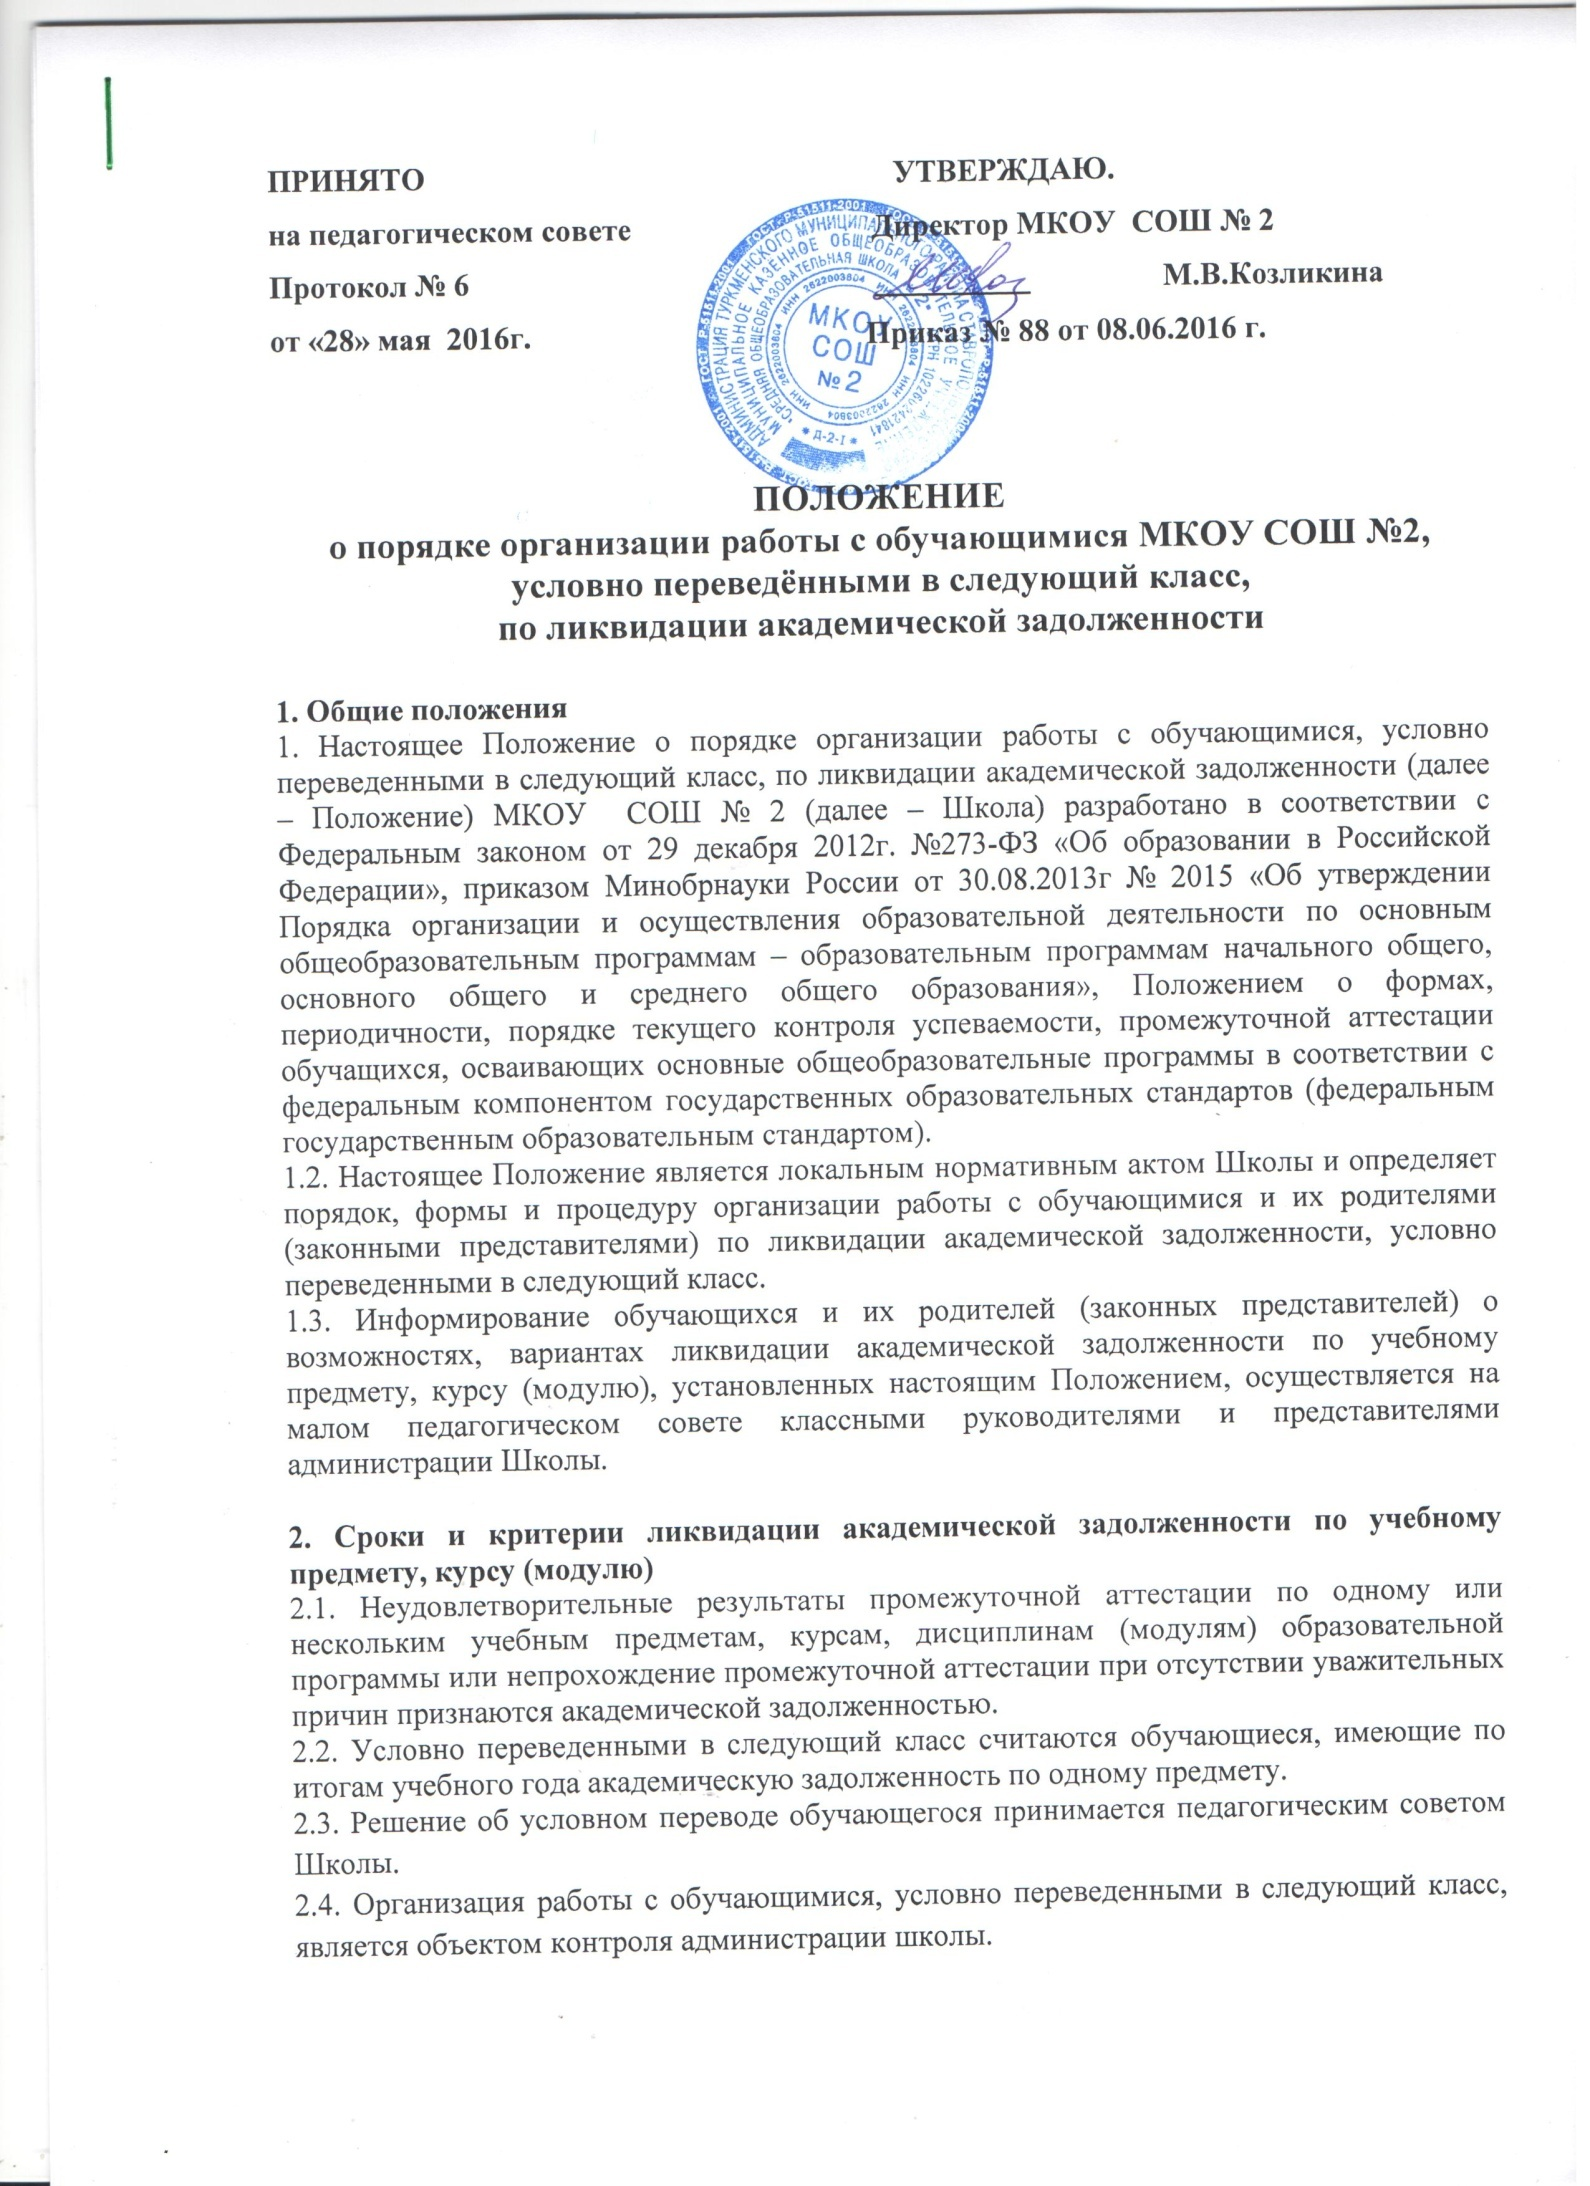 ПРИНЯТО
на педагогическом совете
Протокол № 6
от «28» мая 2016г.
УТВЕРЖДАЮ.
Директор МКОУ СОШ № 2
М.В.Козликина
Приказ № 88 от 08.06.2016 г.
МКОУ
СОШ
№ 2
* Д-2-I *
ПОЛОЖЕНИЕ
о порядке организации работы с обучающимися МКОУ СОШ №2,
условно переведёнными в следующий класс,
по ликвидации академической задолженности
1. Общие положения
1. Настоящее Положение о порядке организации работы с обучающимися, условно
переведенными в следующий класс, по ликвидации академической задолженности (далее
– Положение) МКОУ СОШ № 2 (далее – Школа) разработано в соответствии с
Федеральным законом от 29 декабря 2012г. №273-ФЗ «Об образовании в Российской
Федерации», приказом Минобрнауки России от 30.08.2013г № 2015 «Об утверждении
Порядка организации и осуществления образовательной деятельности по основным
общеобразовательным программам – образовательным программам начального общего,
основного общего и среднего общего образования», Положением о формах,
периодичности, порядке текущего контроля успеваемости, промежуточной аттестации
обучащихся, осваивающих основные общеобразовательные программы в соответствии с
федеральным компонентом государственных образовательных стандартов (федеральным
государственным образовательным стандартом).
1.2. Настоящее Положение является локальным нормативным актом Школы и определяет
порядок, формы и процедуру организации работы с обучающимися и их родителями
(законными представителями) по ликвидации академической задолженности, условно
переведенными в следующий класс.
1.3. Информирование обучающихся и их родителей (законных представителей) о
возможностях, вариантах ликвидации академической задолженности по учебному
предмету, курсу (модулю), установленных настоящим Положением, осуществляется на
малом педагогическом совете классными руководителями и представителями
администрации Школы.
2. Сроки и критерии ликвидации академической задолженности по учебному
предмету, курсу (модулю)
2.1. Неудовлетворительные результаты промежуточной аттестации по одному или
нескольким учебным предметам, курсам, дисциплинам (модулям) образовательной
программы или непрохождение промежуточной аттестации при отсутствии уважительных
причин признаются академической задолженностью.
2.2. Условно переведенными в следующий класс считаются обучающиеся, имеющие по
итогам учебного года академическую задолженность по одному предмету.
2.3. Решение об условном переводе обучающегося принимается педагогическим советом
Школы.
2.4. Организация работы с обучающимися, условно переведенными в следующий класс,
является объектом контроля администрации школы.